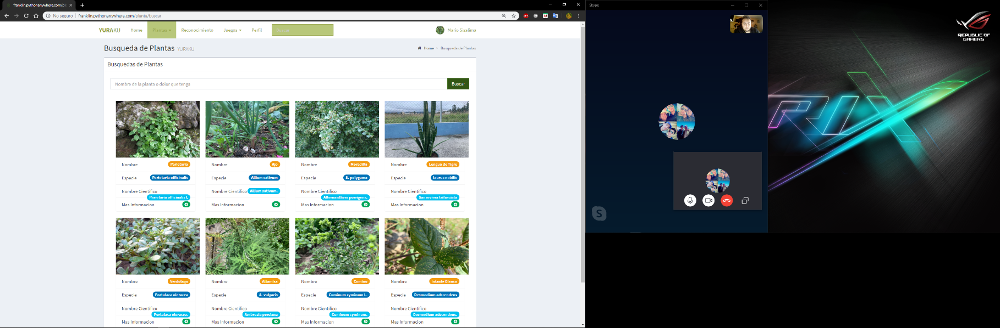 franklin.pythonanywhere.com/pl
No seguro
franklin.pythonanywhere.com/planta/buscar
YURAKU
Home
Plantas
Reconocimiento
Juegos
Perfil
Buscar
Mario Sisalima
Busqueda de Plantas YURAKU
Home
Busqueda de Plantas
Busquedas de Plantas
Nombre de la planta o dolor que tenga
Buscar
Nombre Parietaria
Especie Parietaria officinalis
Nombre Cientifico
Parietaria officinalis L
Mas Informacion
Nombre Ajo
Especie Allium sativum
Nombre Cientifico Allium sativum.
Mas Informacion
Nombre Moradilla
Especie S. polygama
Nombre Cientifico
Alternanthera porrigens.
Mas Informacion
Nombre Lengua de Tigre
Especie laurus nobilis
Nombre Cientifico
Sanseviera trifasciata
Mas Informacion
Nombre Verdolaga
Especie Portulaca oleracea
Nombre Cientifico
Portulaca oleracea.
Mas Informacion
Nombre Altamisa
Especie A. vulgaris
Nombre Cientifico
Ambrosia persiana
Mas Informacion
Nombre Comino
Especie Cuminum cyminum L.
Nombre Cientifico
Cuminum cyminum.
Mas Informacion
Nombre Infante Blanco
Especie Desmodium adscendens
Nombre Cientifico
Desmodium adscendens.
Mas Informacion
Skype
S
REPUBLIC OF
GAMERS